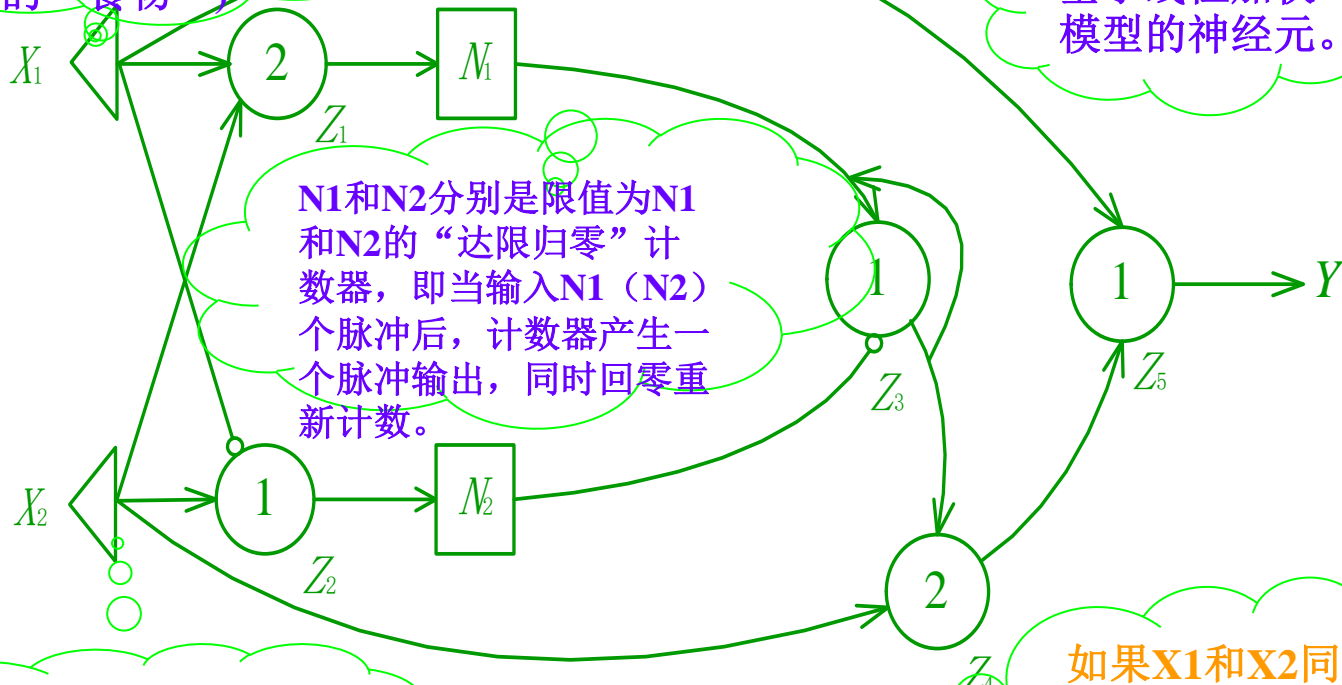 的“食物”，
型的神经元。
X1
2
N1
Z1
N1和N2分别是限值为N1
和N2的“达限归零”计
数器，即当输入N1（N2）
个脉冲后，计数器产生一
个脉冲输出，同时回零重
新计数。
1
Z3
1
Y
Z5
X2
1
N2
Z2
2
Z4
如果X1和X2同